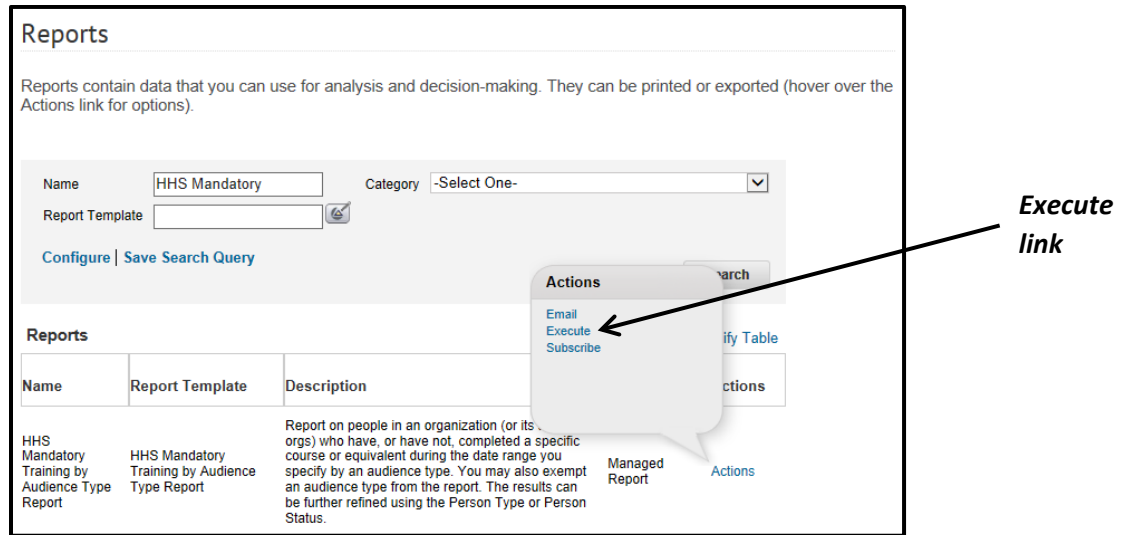 Reports
Reports contain data that you can use for analysis and decision-making. They can be printed or exported (hover over the
Actions link for options).
Name HHS Mandatory Category -Select One-
Report Template
Configure | Save Search Query
arch
Actions
Email
Execute
Subscribe
Execute
link
Reports
ify Table
Name Report Template Description ctions
HHS
Mandatory
Training by
Audience Type
Report
HHS Mandatory
Training by Audience
Type Report
Report on people in an organization (or its
orgs) who have, or have not, completed a specific
course or equivalent during the date range you
specify by an audience type. You may also exempt
an audience type from the report. The results can
be further refined using the Person Type or Person
Status.
Managed
Report
Actions